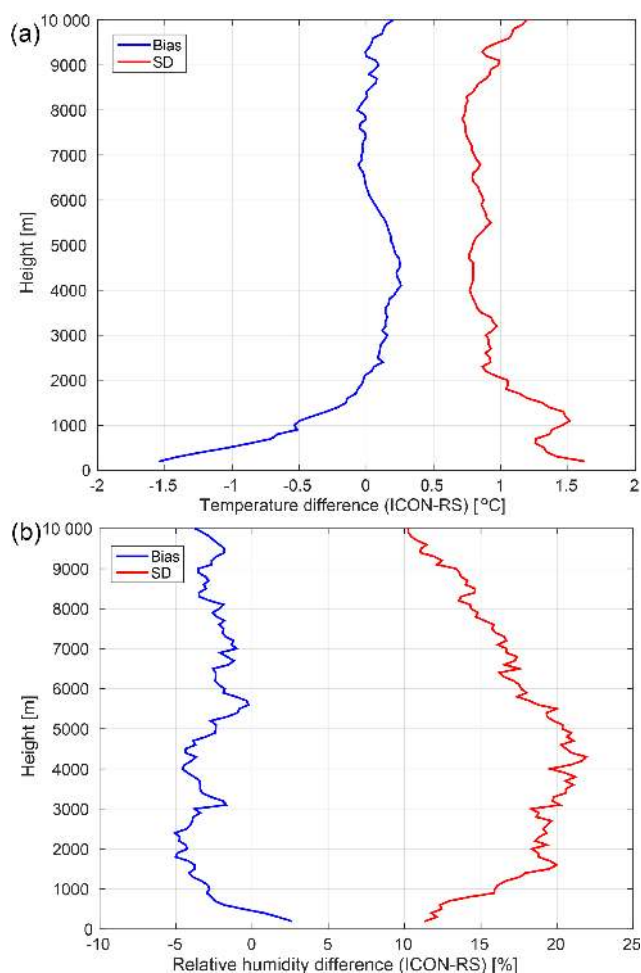 (a)
10 000
9000
8000
7000
6000
5000
4000
3000
2000
1000
0
Height [m]
Bias
SD
-2 -1.5 -1 -0.5 0 0.5 1 1.5 2
Temperature difference (ICON-RS) [°C]
(b)
10 000
9000
8000
7000
6000
5000
4000
3000
2000
1000
0
Height [m]
Bias
SD
-10 -5 0 5 10 15 20 25
Relative humidity difference (ICON-RS) [%]